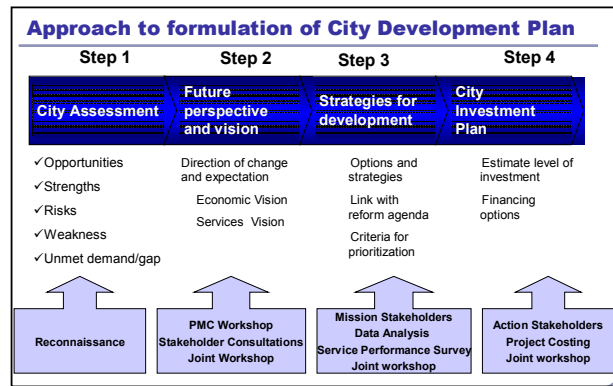 Approach to formulation of City Development Plan
Step 1
Step 2
Step 3
Step 4
City Assessment
Future
perspective
and vision
Strategies for
development
City
Investment
Plan
✓Opportunities
✓Strengths
✓Risks
✓Weakness
✓Unmet demand/gap
Direction of change
and expectation
Economic Vision
Services Vision
Options and
strategies
Link with
reform agenda
Criteria for
prioritization
Estimate level of
investment
Financing
options
Reconnaissance
PMC Workshop
Stakeholder Consultations
Joint Workshop
Mission Stakeholders
Data Analysis
Service Performance Survey
Joint workshop
Action Stakeholders
Project Costing
Joint workshop